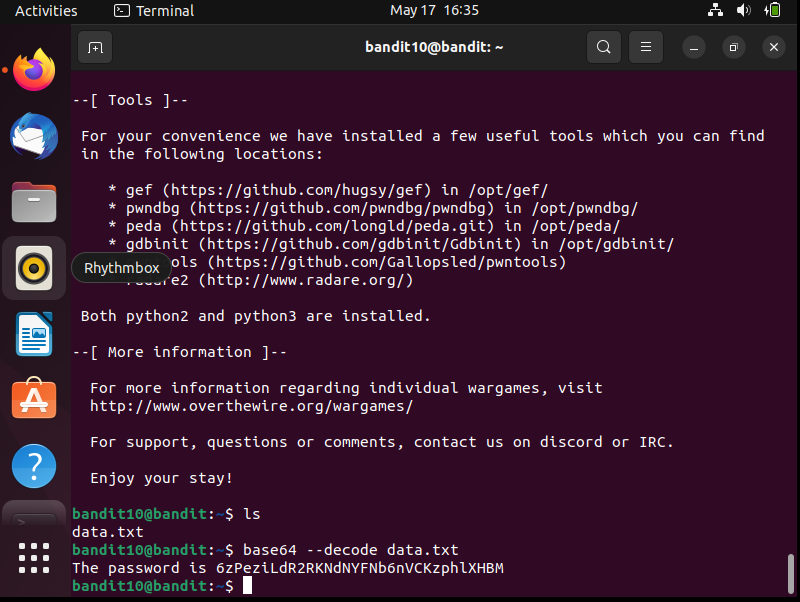 Activities Terminal May 17 16:35
bandit10@bandit: ~
--[ Tools ]--
For your convenience we have installed a few useful tools which you can find
in the following locations:
* gef (https://github.com/hugsy/gef) in /opt/gef/
* pwndbg (https://github.com/pwndbg/pwndbg) in /opt/pwndbg/
* peda (https://github.com/longld/peda.git) in /opt/peda/
* gdbinit (https://github.com/gdbinit/Gdbinit) in /opt/gdbinit/
Rhythmbox
ools (https://github.com/Gallopsled/pwntools)
(http://www.radare.org/)
Both python2 and python3 are installed.
--[ More information ]--
For more information regarding individual wargames, visit
http://www.overthewire.org/wargames/
For support, questions or comments, contact us on discord or IRC.
Enjoy your stay!
bandit10@bandit:~$ ls
data.txt
bandit10@bandit:~$ base64 --decode data.txt
The password is 6zPeziLdR2RKNdNYFNb6nVCKzphlXHBM
bandit10@bandit:~$